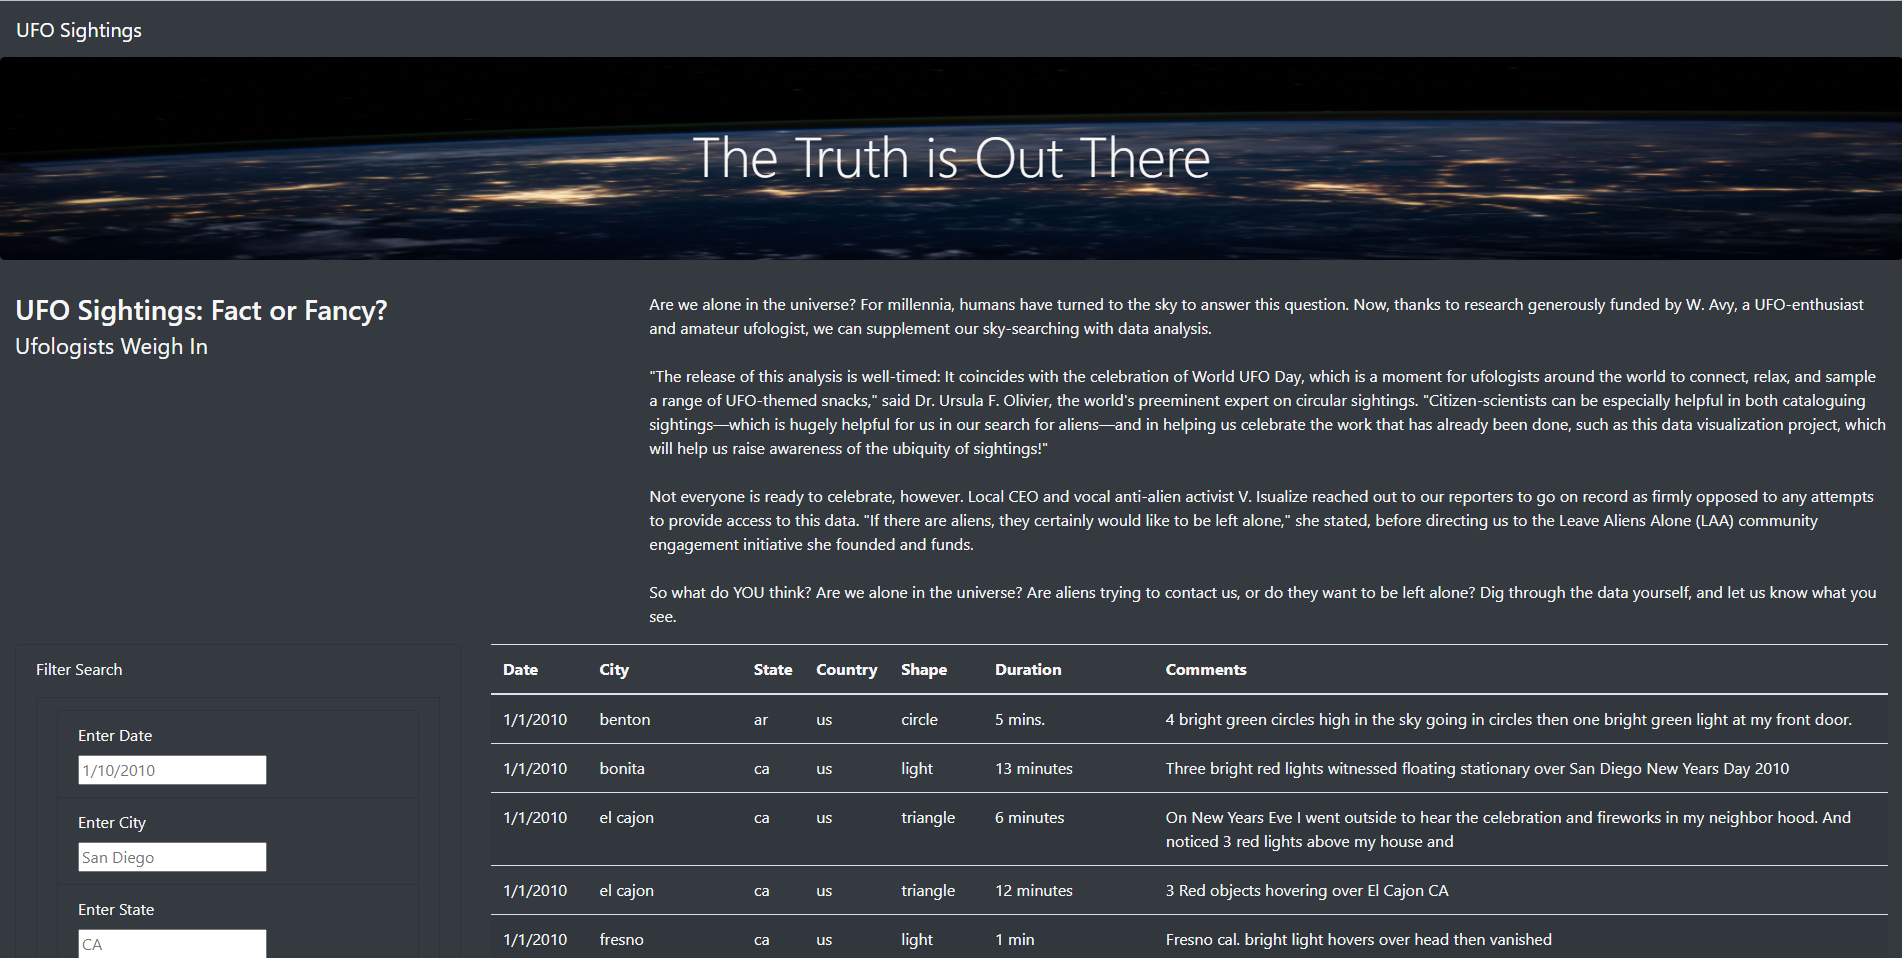 UFO Sightings
The Truth is Out There
UFO Sightings: Fact or Fancy?
Ufologists Weigh In
Are we alone in the universe? For millennia, humans have turned to the sky to answer this question. Now, thanks to research generously funded by W. Avy, a UFO-enthusiast
and amateur ufologist, we can supplement our sky-searching with data analysis.
"The release of this analysis is well-timed: It coincides with the celebration of World UFO Day, which is a moment for ufologists around the world to connect, relax, and sample
a range of UFO-themed snacks," said Dr. Ursula F. Olivier, the world's preeminent expert on circular sightings. "Citizen-scientists can be especially helpful in both cataloguing
sightings—which is hugely helpful for us in our search for aliens—and in helping us celebrate the work that has already been done, such as this data visualization project, which
will help us raise awareness of the ubiquity of sightings!"
Not everyone is ready to celebrate, however. Local CEO and vocal anti-alien activist V. Isualize reached out to our reporters to go on record as firmly opposed to any attempts
to provide access to this data. "If there are aliens, they certainly would like to be left alone," she stated, before directing us to the Leave Aliens Alone (LAA) community
engagement initiative she founded and funds.
So what do YOU think? Are we alone in the universe? Are aliens trying to contact us, or do they want to be left alone? Dig through the data yourself, and let us know what you
see.
Filter Search
Enter Date
1/10/2010
Enter City
San Diego
Enter State
CA
Date City State Country Shape Duration Comments
1/1/2010 benton ar us circle 5 mins. 4 bright green circles high in the sky going in circles then one bright green light at my front door.
1/1/2010 bonita ca us light 13 minutes Three bright red lights witnessed floating stationary over San Diego New Years Day 2010
1/1/2010 el cajon ca us triangle 6 minutes On New Years Eve I went outside to hear the celebration and fireworks in my neighbor hood. And
noticed 3 red lights above my house and
1/1/2010 el cajon ca us triangle 12 minutes 3 Red objects hovering over El Cajon CA
1/1/2010 fresno ca us light 1 min Fresno cal. bright light hovers over head then vanished